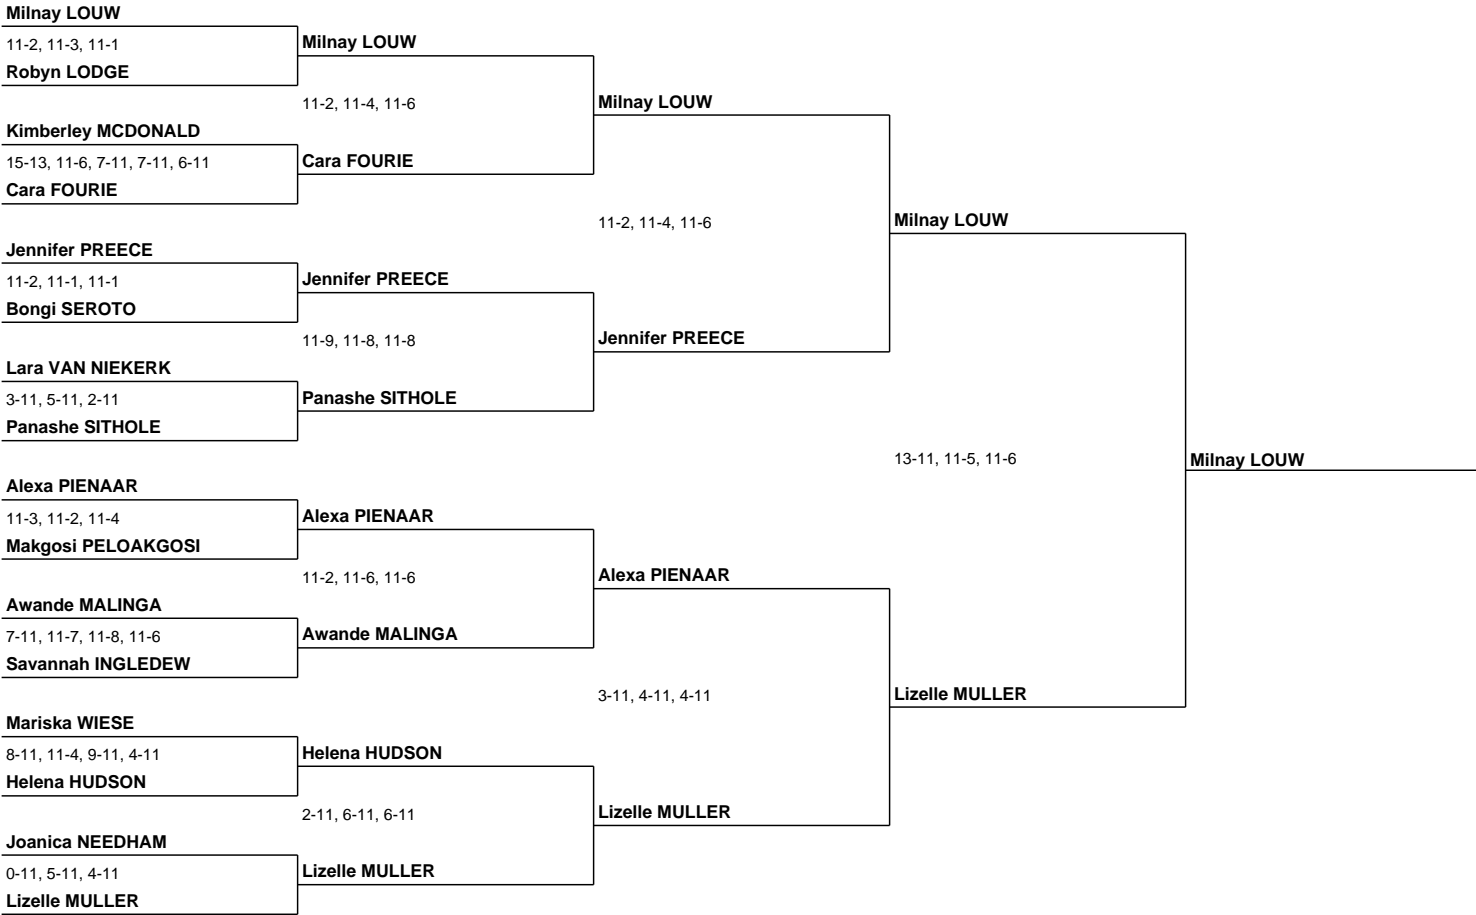 Milnay LOUW
11-2, 11-3, 11-1
Robyn LODGE
Kimberley MCDONALD
15-13, 11-6, 7-11, 7-11, 6-11
Cara FOURIE
Jennifer PREECE
11-2, 11-1, 11-1
Bongi SEROTO
Lara VAN NIEKERK
3-11, 5-11, 2-11
Panashe SITHOLE
Alexa PIENAAR
11-3, 11-2, 11-4
Makgosi PELOAKGOSI
Awande MALINGA
7-11, 11-7, 11-8, 11-6
Savannah INGLEDEW
Mariska WIESE
8-11, 11-4, 9-11, 4-11
Helena HUDSON
Joanica NEEDHAM
0-11, 5-11, 4-11
Lizelle MULLER
Milnay LOUW
11-2, 11-4, 11-6
Cara FOURIE
Jennifer PREECE
11-9, 11-8, 11-8
Panashe SITHOLE
Alexa PIENAAR
11-2, 11-6, 11-6
Awande MALINGA
Helena HUDSON
2-11, 6-11, 6-11
Lizelle MULLER
Milnay LOUW
11-2, 11-4, 11-6
Jennifer PREECE
Alexa PIENAAR
3-11, 4-11, 4-11
Lizelle MULLER
Milnay LOUW
13-11, 11-5, 11-6
Lizelle MULLER
Milnay LOUW